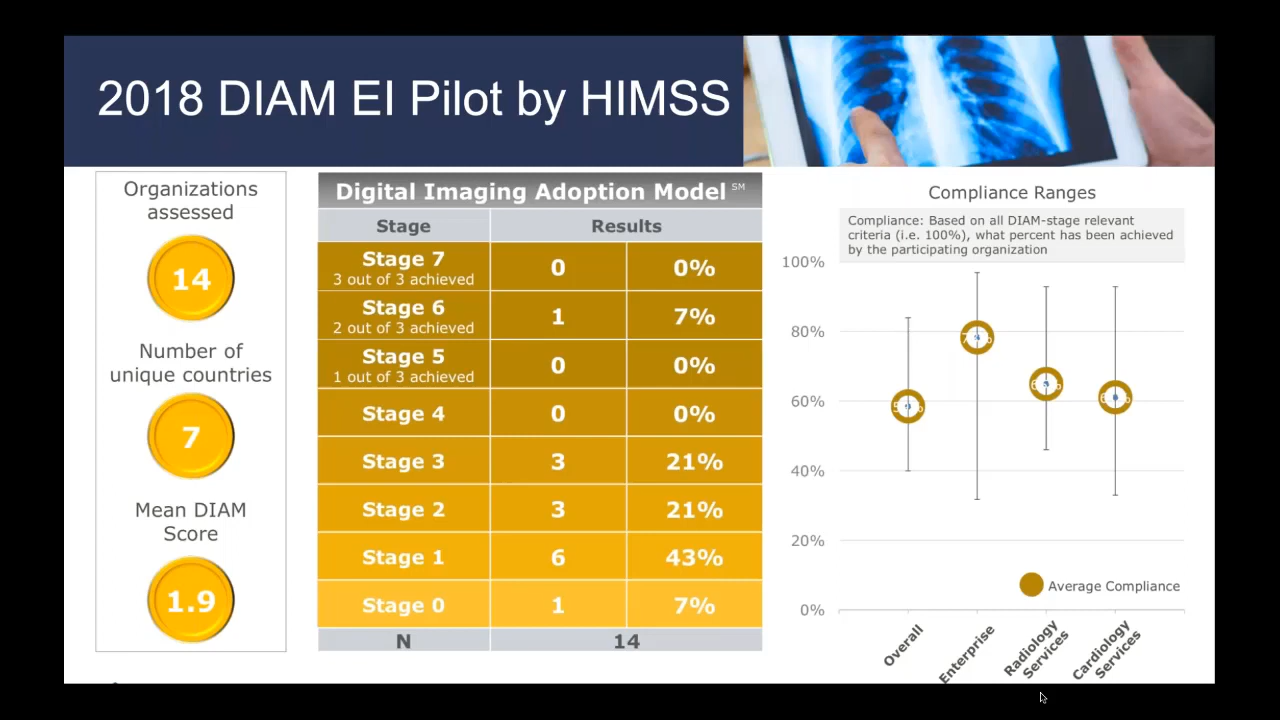 2018 DIAM EI Pilot by HIMSS
Organizations
assessed
14
Number of
unique countries
7
Mean DIAM
Score
1.9
Digital Imaging Adoption Model SM
Stage Results
Stage 7
3 out of 3 achieved
0 0%
Stage 6
2 out of 3 achieved
1 7%
Stage 5
1 out of 3 achieved
0 0%
Stage 4 0 0%
Stage 3 3 21%
Stage 2 3 21%
Stage 1 6 43%
Stage 0 1 7%
N 14
Compliance Ranges
Compliance: Based on all DIAM-stage relevant
criteria (i.e. 100%), what percent has been achieved
by the participating organization
100%
80%
60%
40%
20%
0%
Average Compliance
Overall
Enterprise
Radiology
Services
Cardiology
Services